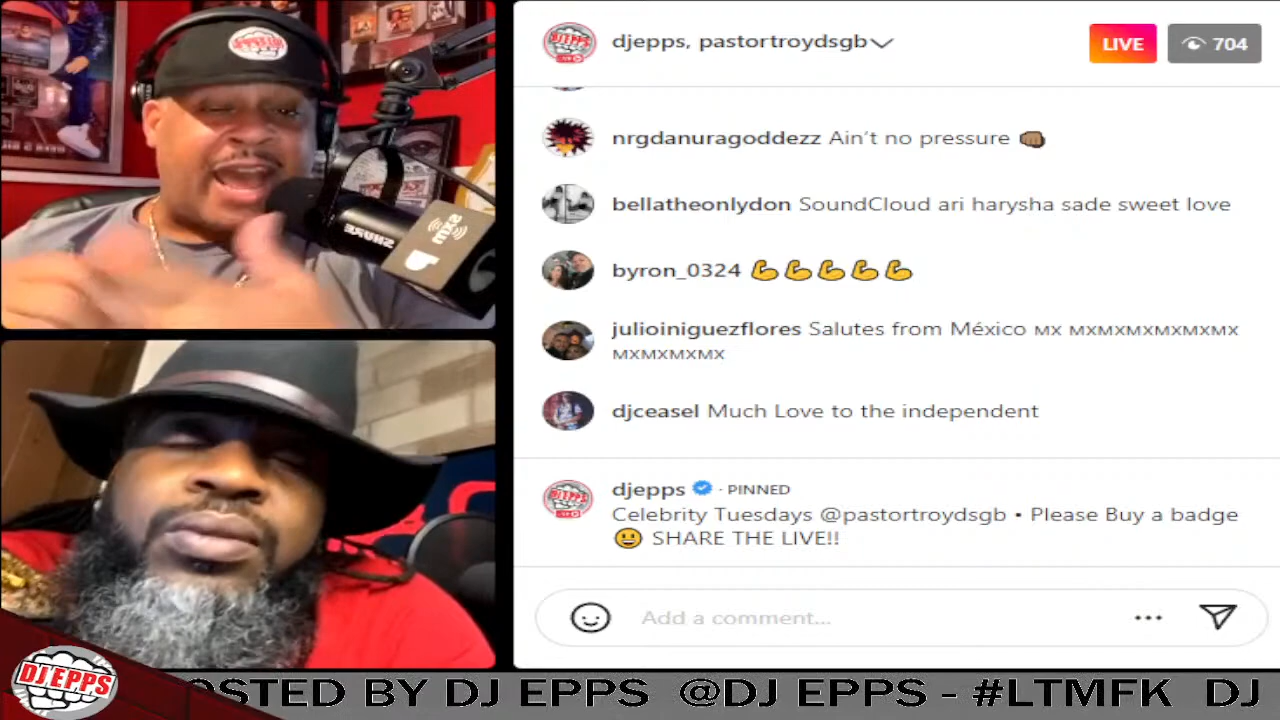 djepps, pastortroydsgb
LIVE
704
nrgdanuragoddezz Ain't no pressure 👊🏾
bellatheonlydon SoundCloud ari harysha sade sweet love
byron_0324 💪💪💪💪💪
julioiniguezflores Salutes from México MX MXMXMXMXMXMX
MXMXMXMX
djceasel Much Love to the independent
djepps · PINNED
Celebrity Tuesdays @pastortroydsgb • Please Buy a badge
😀 SHARE THE LIVE!!
Add a comment...
SHURE
sxm
DJ EPPS
OSTED BY DJ EPPS @DJ EPPS - #LTMFK DJ